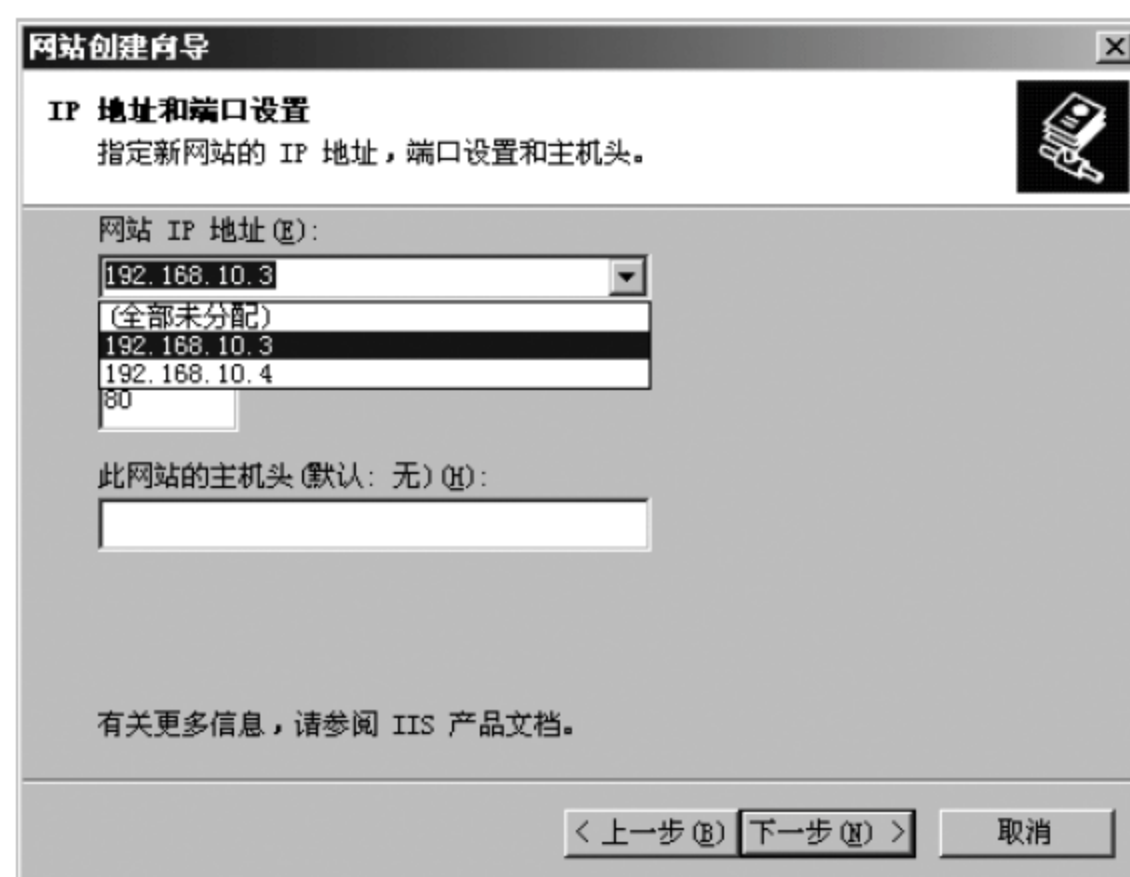 网站创建向导
IP 地址和端口设置
指定新网站的 IP 地址，端口设置和主机头。
网站 IP 地址(E):
192.168.10.3
(全部未分配)
192.168.10.3
192.168.10.4
80
此网站的主机头(默认: 无)(H):
有关更多信息，请参阅 IIS 产品文档。
< 上一步(B) 下一步(N) > 取消